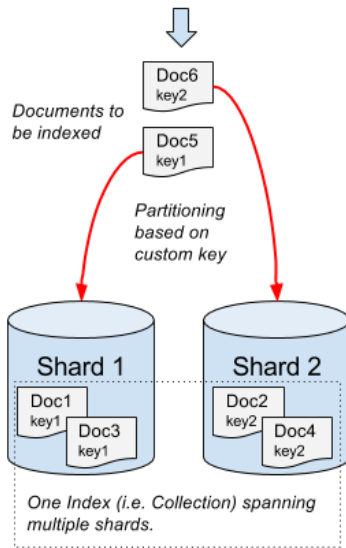 Doc6
key2
Documents to
be indexed
Doc5
key1
Partitioning
based on
custom key
Shard 1
Shard 2
Doc1
key1
Doc3
key1
Doc2
key2
Doc4
key2
One Index (i.e. Collection) spanning
multiple shards.